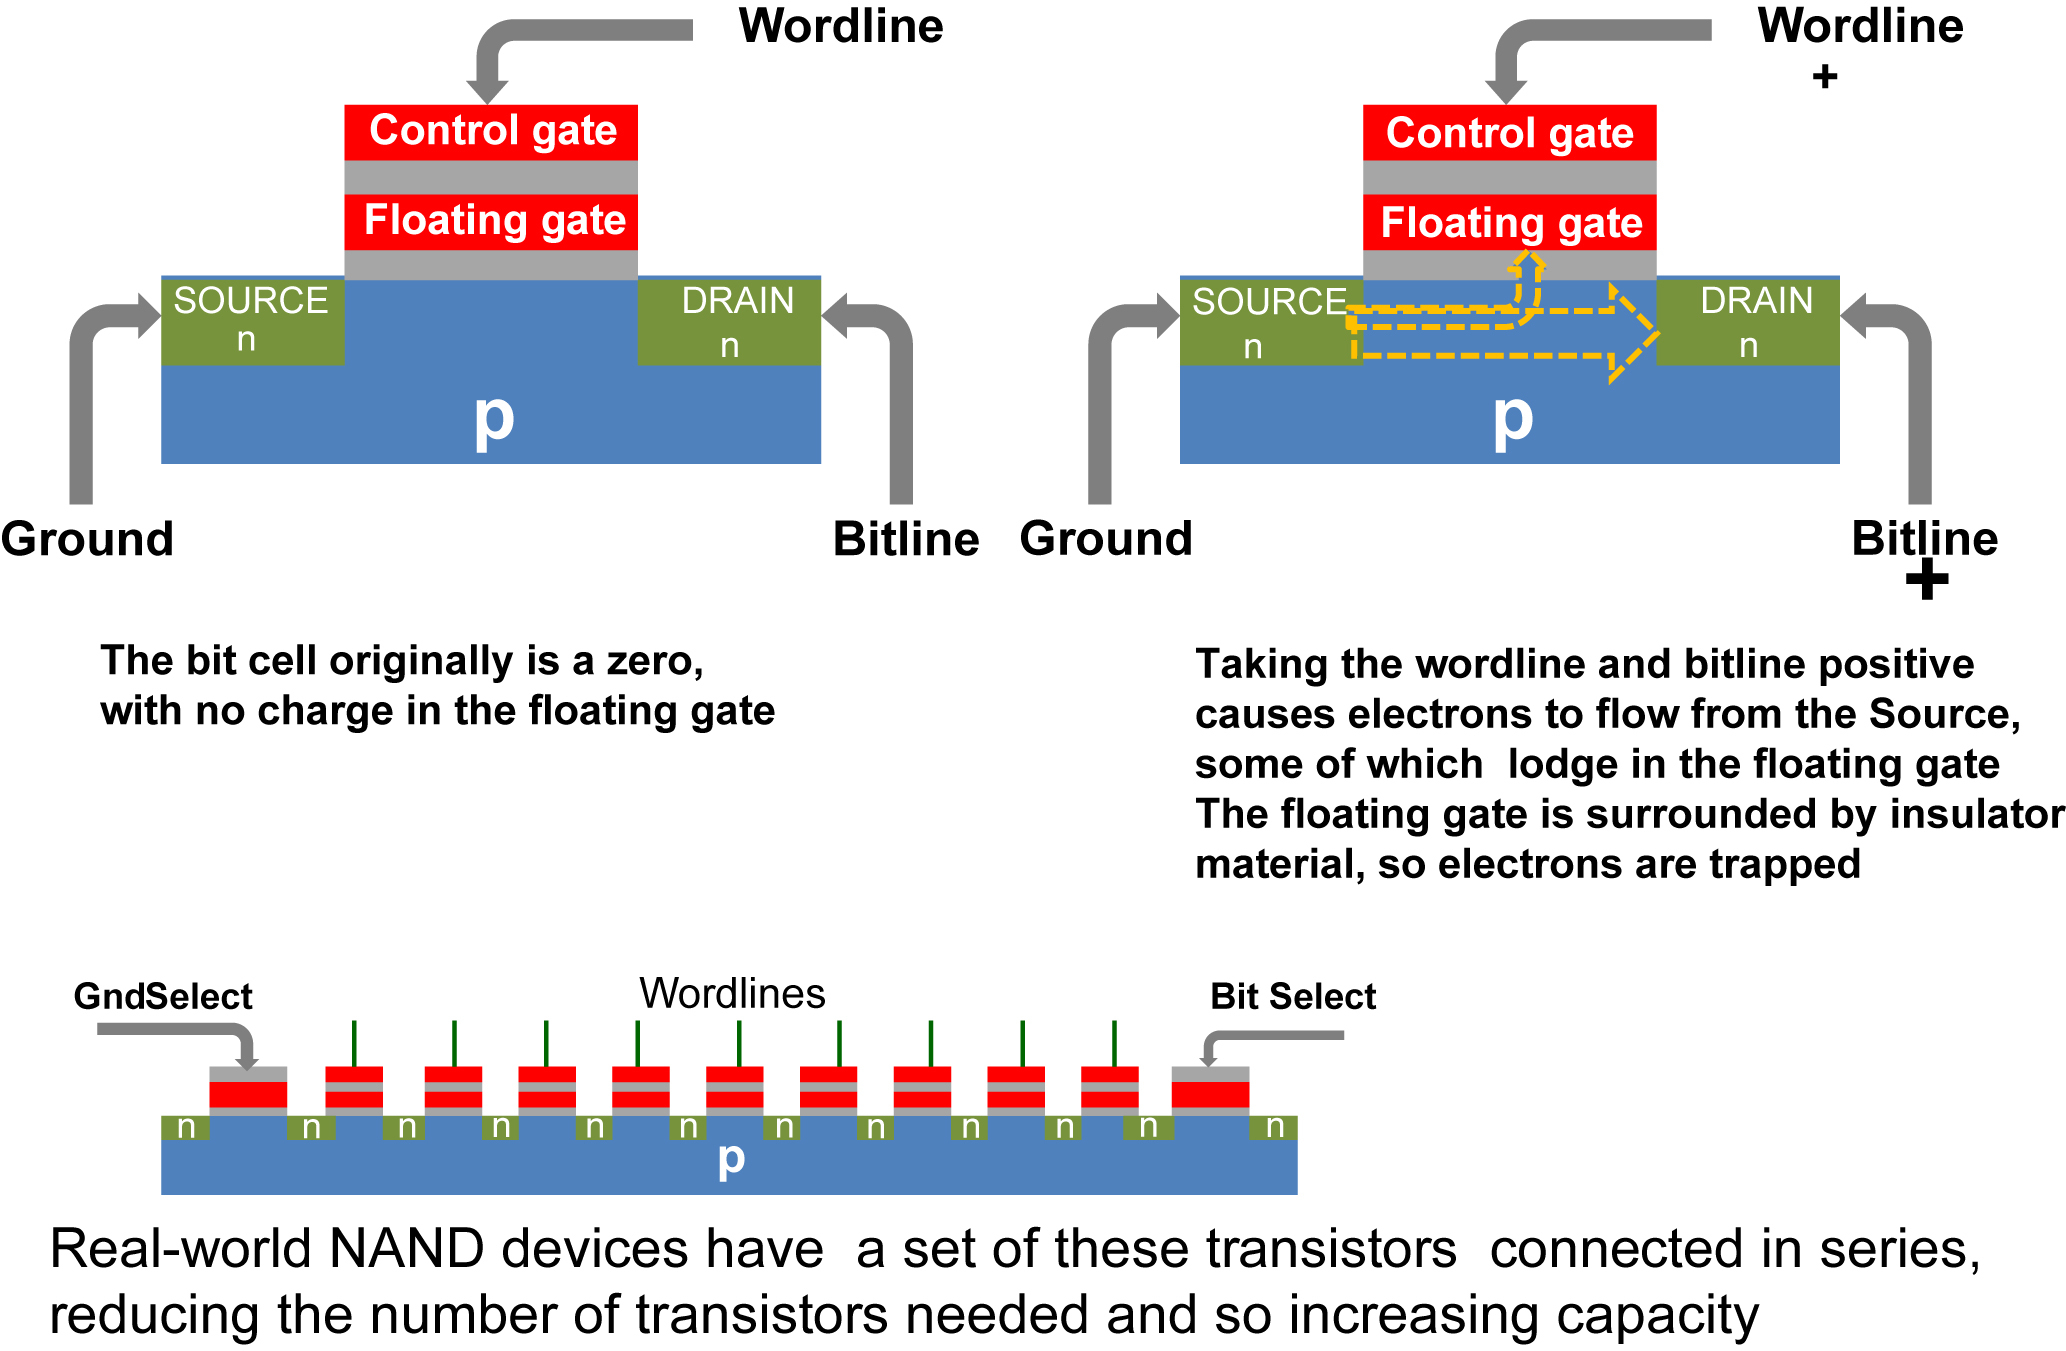 Wordline
Control gate
Floating gate
SOURCE
n
DRAIN
n
p
Ground
Bitline
The bit cell originally is a zero,
with no charge in the floating gate
Wordline
+
Control gate
Floating gate
SOURCE
n
DRAIN
n
p
Ground
Bitline
+
Taking the wordline and bitline positive
causes electrons to flow from the Source,
some of which lodge in the floating gate
The floating gate is surrounded by insulator
material, so electrons are trapped
GndSelect
Wordlines
Bit Select
n n n n n n n n n n n n
p
Real-world NAND devices have a set of these transistors connected in series,
reducing the number of transistors needed and so increasing capacity